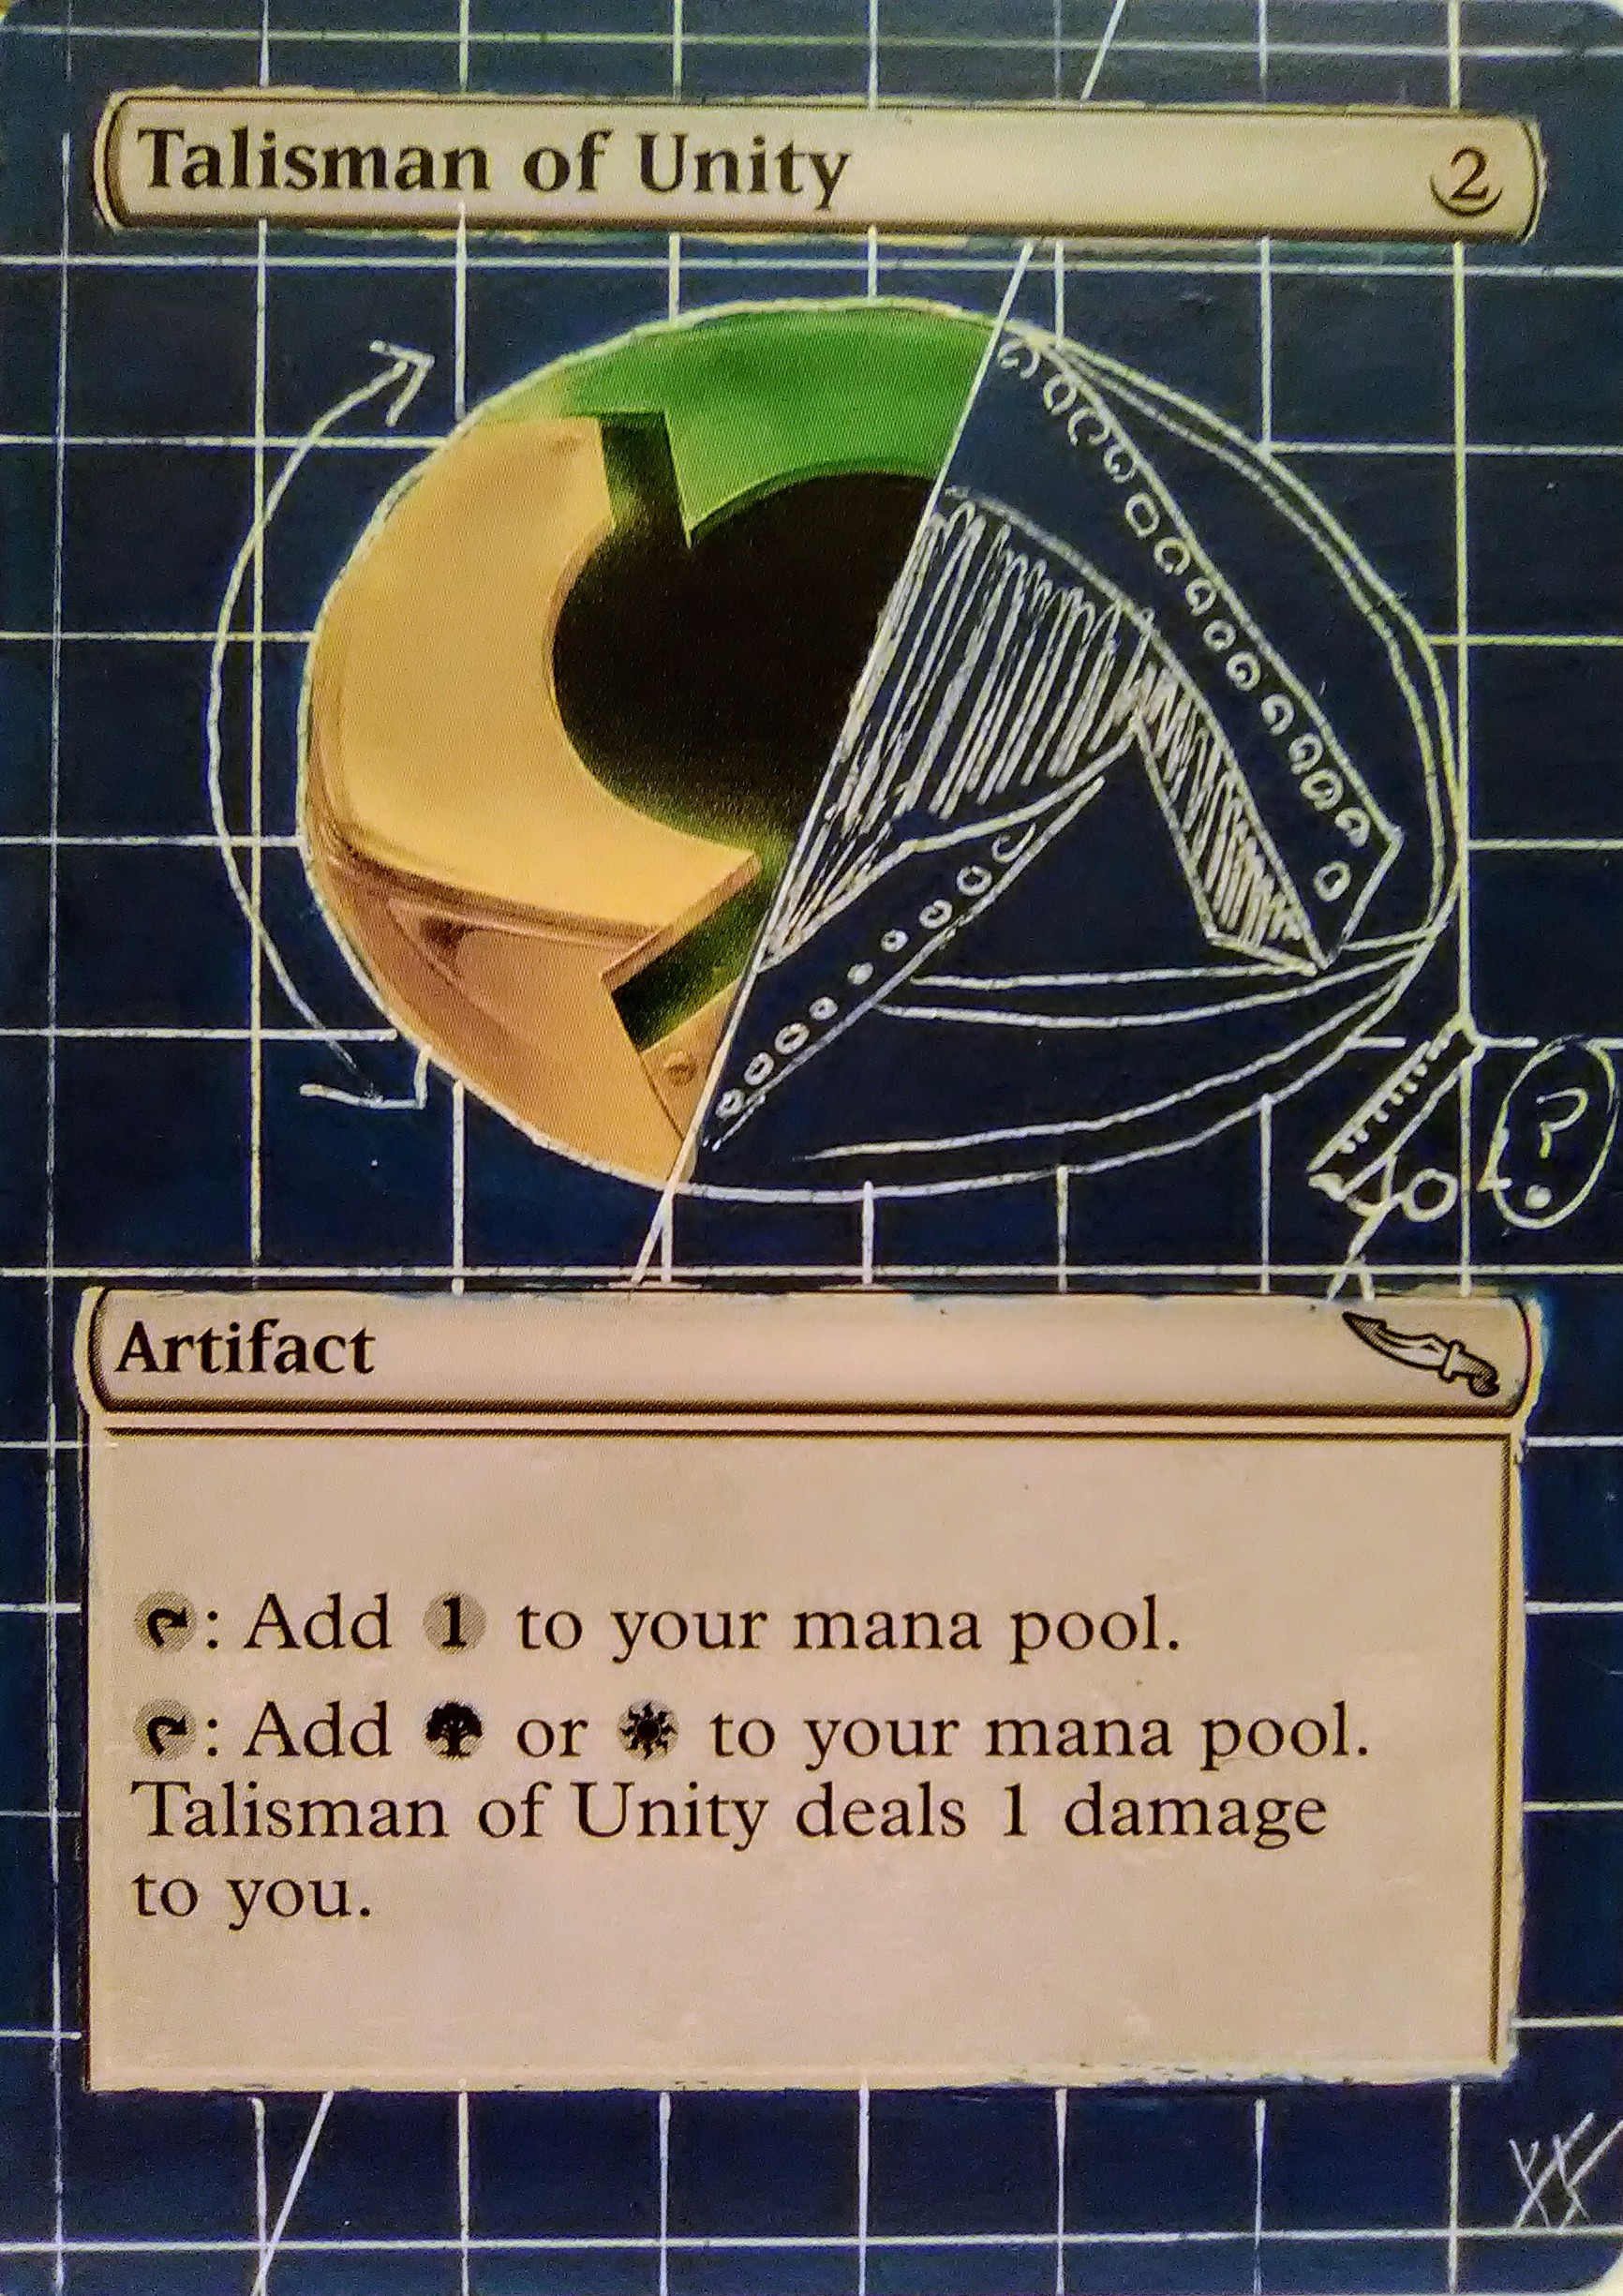 Talisman of Unity 2
?
Artifact
: Add 1 to your mana pool.
: Add or to your mana pool.
Talisman of Unity deals 1 damage
to you.